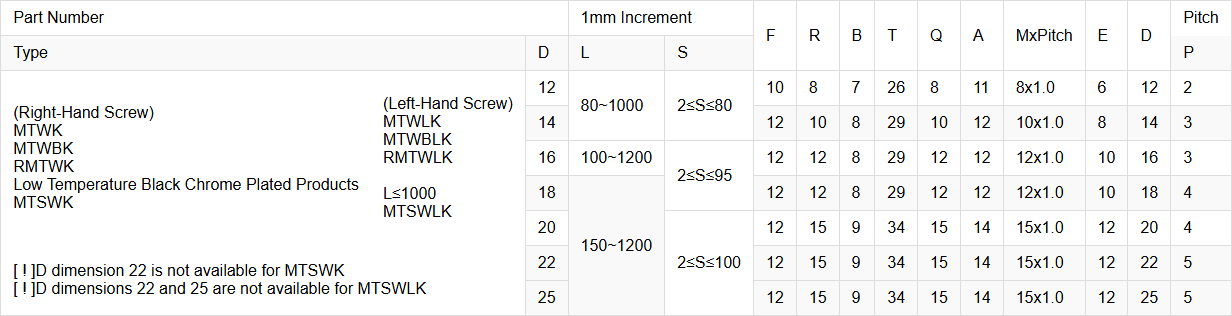 Part Number 1mm Increment F R B T Q A MxPitch E D Pitch
Type D L S P
(Right-Hand Screw)
MTWK
MTWBK
RMTWK
Low Temperature Black Chrome Plated Products
MTSWK
(Left-Hand Screw)
MTWLK
MTWBLK
RMTWLK
L≤1000
MTSWLK
[ ! ]D dimension 22 is not available for MTSWK
[ ! ]D dimensions 22 and 25 are not available for MTSWLK
12 80~1000 2≤S≤80 10 8 7 26 8 11 8x1.0 6 12 2
14 12 10 8 29 10 12 10x1.0 8 14 3
16 100~1200 2≤S≤95 12 12 8 29 12 12 12x1.0 10 16 3
18 150~1200 12 12 8 29 12 12 12x1.0 10 18 4
20 2≤S≤100 12 15 9 34 15 14 15x1.0 12 20 4
22 12 15 9 34 15 14 15x1.0 12 22 5
25 12 15 9 34 15 14 15x1.0 12 25 5